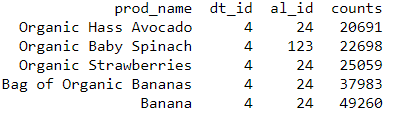 prod_name dt_id al_id counts
Organic Hass Avocado 4 24 20691
Organic Baby Spinach 4 123 22698
Organic Strawberries 4 24 25059
Bag of Organic Bananas 4 24 37983
Banana 4 24 49260